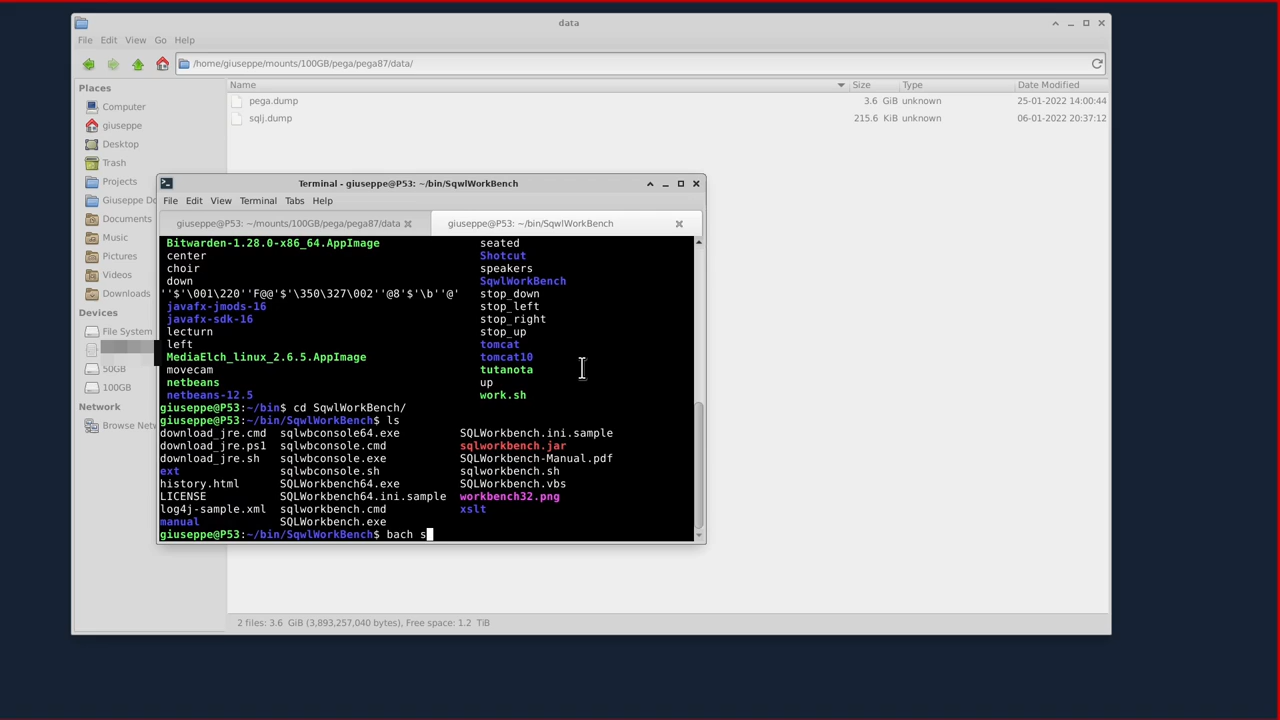 data
File Edit View Go Help
/home/giuseppe/mounts/100GB/pega/pega87/data/
Places
Computer
giuseppe
Desktop
Trash
Projects
Giuseppe Do
Documents
Music
Pictures
Videos
Downloads
Devices
File System
50GB
100GB
Network
Browse Netw
Name Size Type Date Modified
pega.dump 3.6 GiB unknown 25-01-2022 14:00:44
sqlj.dump 215.6 KiB unknown 06-01-2022 20:37:12
Terminal - giuseppe@P53: ~/bin/SqwlWorkBench
File Edit View Terminal Tabs Help
giuseppe@P53: ~/mounts/100GB/pega/pega87/data giuseppe@P53: ~/bin/SqwlWorkBench
Bitwarden-1.28.0-x86_64.AppImage seated
center Shotcut
choir speakers
down SqwlWorkBench
''$'\001\220''F@@'$'\350\327\002''@8'$'\b''@' stop_down
javafx-jmods-16 stop_left
javafx-sdk-16 stop_right
lecturn stop_up
left tomcat
MediaElch_linux_2.6.5.AppImage tomcat10
movecam tutanota
netbeans up
netbeans-12.5 work.sh
giuseppe@P53:~/bin$ cd SqwlWorkBench/
giuseppe@P53:~/bin/SqwlWorkBench$ ls
download_jre.cmd sqlwbconsole64.exe SQLWorkbench.ini.sample
download_jre.ps1 sqlwbconsole.cmd sqlworkbench.jar
download_jre.sh sqlwbconsole.exe SQLWorkbench-Manual.pdf
ext sqlwbconsole.sh sqlworkbench.sh
history.html SQLWorkbench64.exe SQLWorkbench.vbs
LICENSE SQLWorkbench64.ini.sample workbench32.png
log4j-sample.xml sqlworkbench.cmd xslt
manual SQLWorkbench.exe
giuseppe@P53:~/bin/SqwlWorkBench$ bach s
2 files: 3.6 GiB (3,893,257,040 bytes), Free space: 1.2 TiB